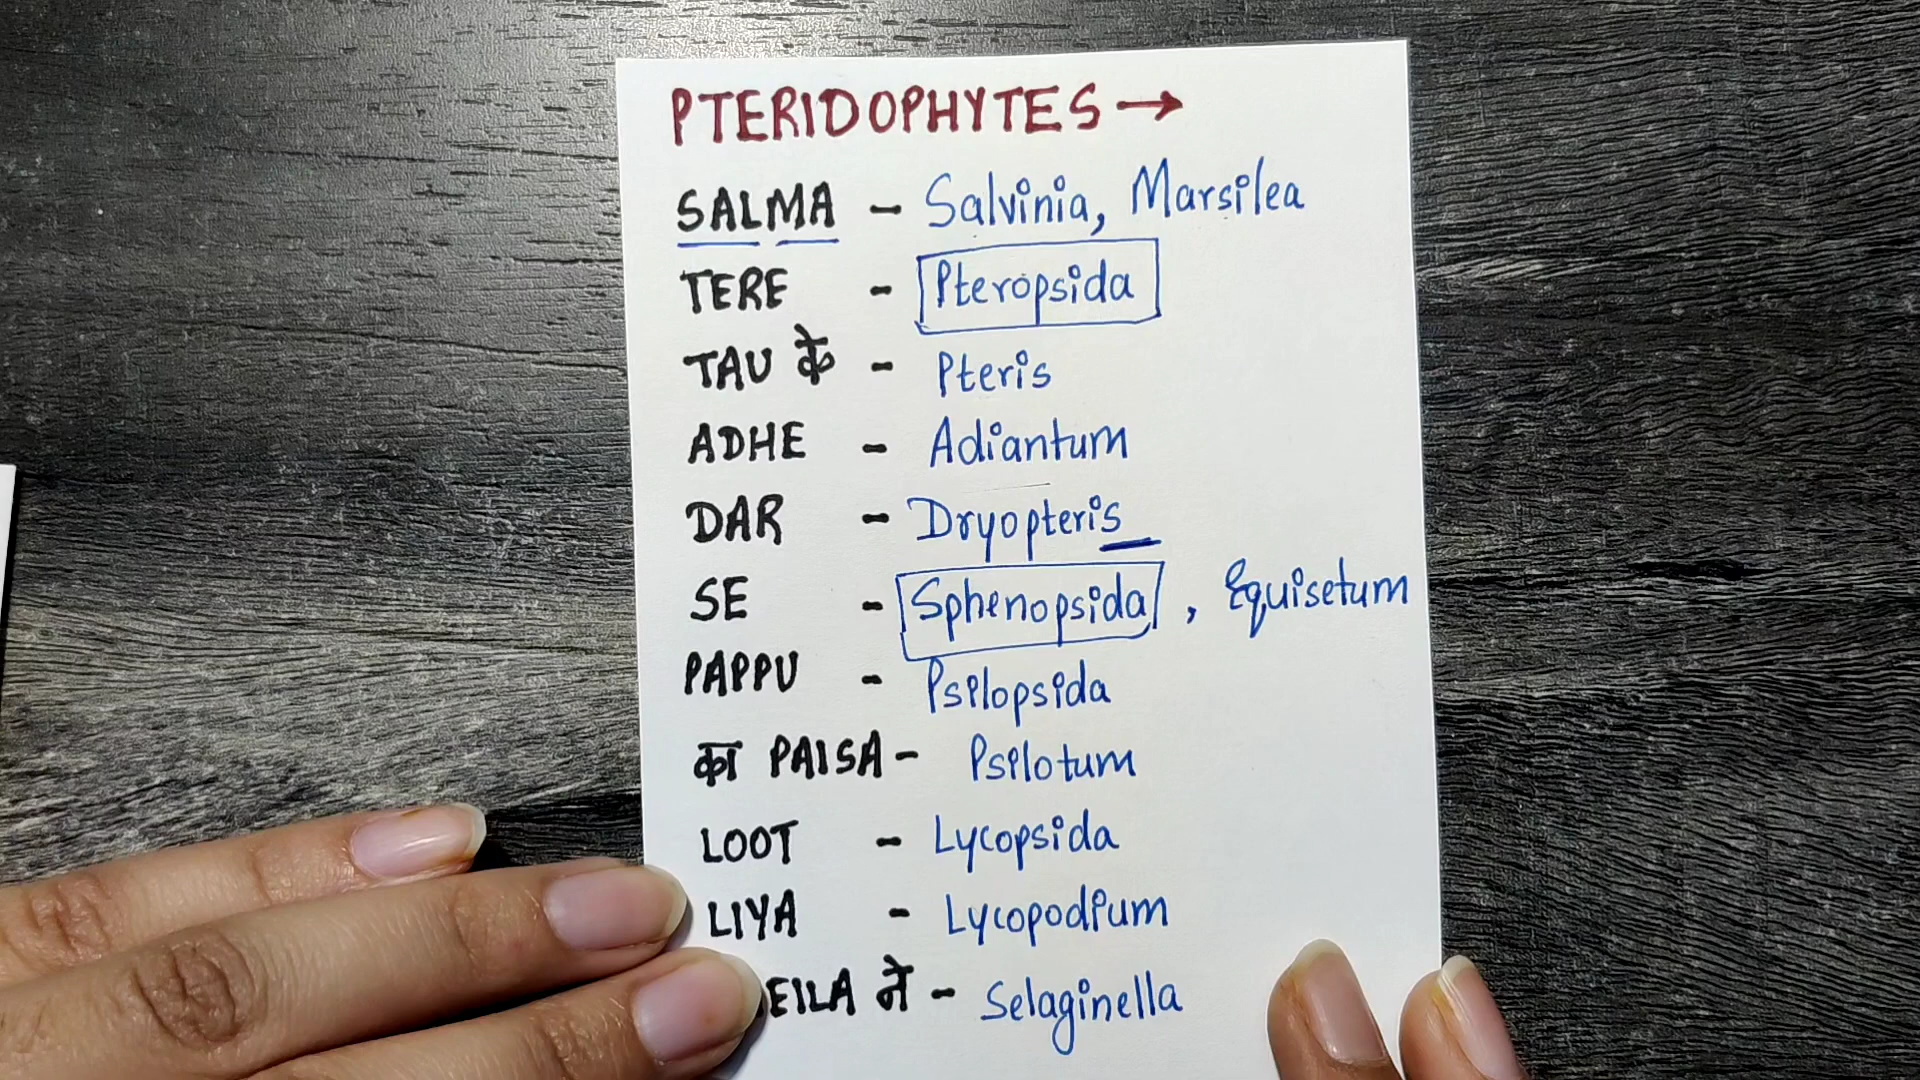 PTERIDOPHYTES →
SALMA - Salvinia, Marsilea
TERE - Pteropsida
TAU के - Pteris
ADHE - Adiantum
DAR - Dryopteris
SE - Sphenopsida, Equisetum
PAPPU - Psilopsida
का PAISA - Psilotum
LOOT - Lycopsida
LIYA - Lycopodium
EILA ने - Selaginella